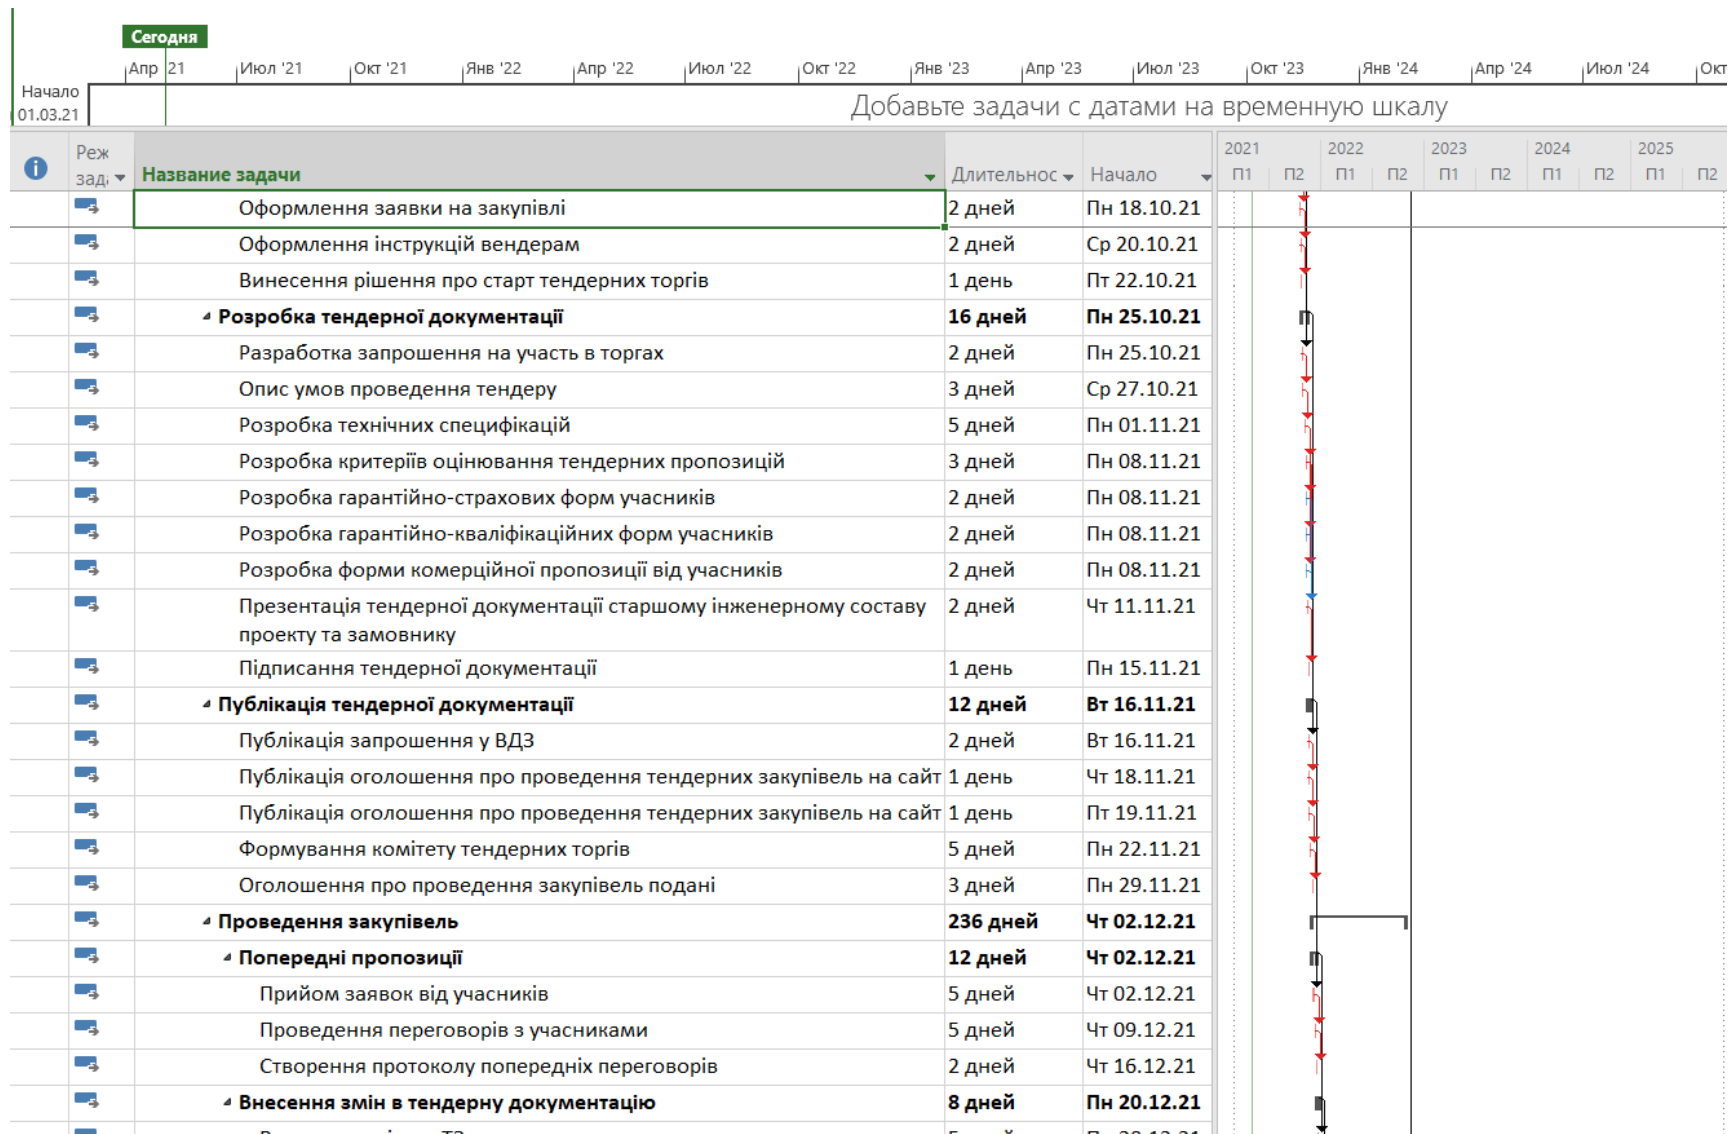 Сегодня
Апр '21 Июл '21 Окт '21 Янв '22 Апр '22 Июл '22 Окт '22 Янв '23 Апр '23 Июл '23 Окт '23 Янв '24 Апр '24 Июл '24 Окт
Начало
01.03.21
Добавьте задачи с датами на временную шкалу
Реж
зада
Название задачи
Длительнос
Начало
2021 2022 2023 2024 2025
П1 П2 П1 П2 П1 П2 П1 П2 П1 П2
Оформлення заявки на закупівлі 2 дней Пн 18.10.21
Оформлення інструкцій вендерам 2 дней Ср 20.10.21
Винесення рішення про старт тендерних торгів 1 день Пт 22.10.21
Розробка тендерної документації 16 дней Пн 25.10.21
Разработка запрошення на участь в торгах 2 дней Пн 25.10.21
Опис умов проведення тендеру 3 дней Ср 27.10.21
Розробка технічних специфікацій 5 дней Пн 01.11.21
Розробка критеріїв оцінювання тендерних пропозицій 3 дней Пн 08.11.21
Розробка гарантійно-страхових форм учасників 2 дней Пн 08.11.21
Розробка гарантійно-кваліфікаційних форм учасників 2 дней Пн 08.11.21
Розробка форми комерційної пропозиції від учасників 2 дней Пн 08.11.21
Презентація тендерної документації старшому інженерному составу 2 дней Чт 11.11.21
проекту та замовнику
Підписання тендерної документації 1 день Пн 15.11.21
Публікація тендерної документації 12 дней Вт 16.11.21
Публікація запрошення у ВДЗ 2 дней Вт 16.11.21
Публікація оголошення про проведення тендерних закупівель на сайт 1 день Чт 18.11.21
Публікація оголошення про проведення тендерних закупівель на сайт 1 день Пт 19.11.21
Формування комітету тендерних торгів 5 дней Пн 22.11.21
Оголошення про проведення закупівель подані 3 дней Пн 29.11.21
Проведення закупівель 236 дней Чт 02.12.21
Попередні пропозиції 12 дней Чт 02.12.21
Прийом заявок від учасників 5 дней Чт 02.12.21
Проведення переговорів з учасниками 5 дней Чт 09.12.21
Створення протоколу попередніх переговорів 2 дней Чт 16.12.21
Внесення змін в тендерну документацію 8 дней Пн 20.12.21